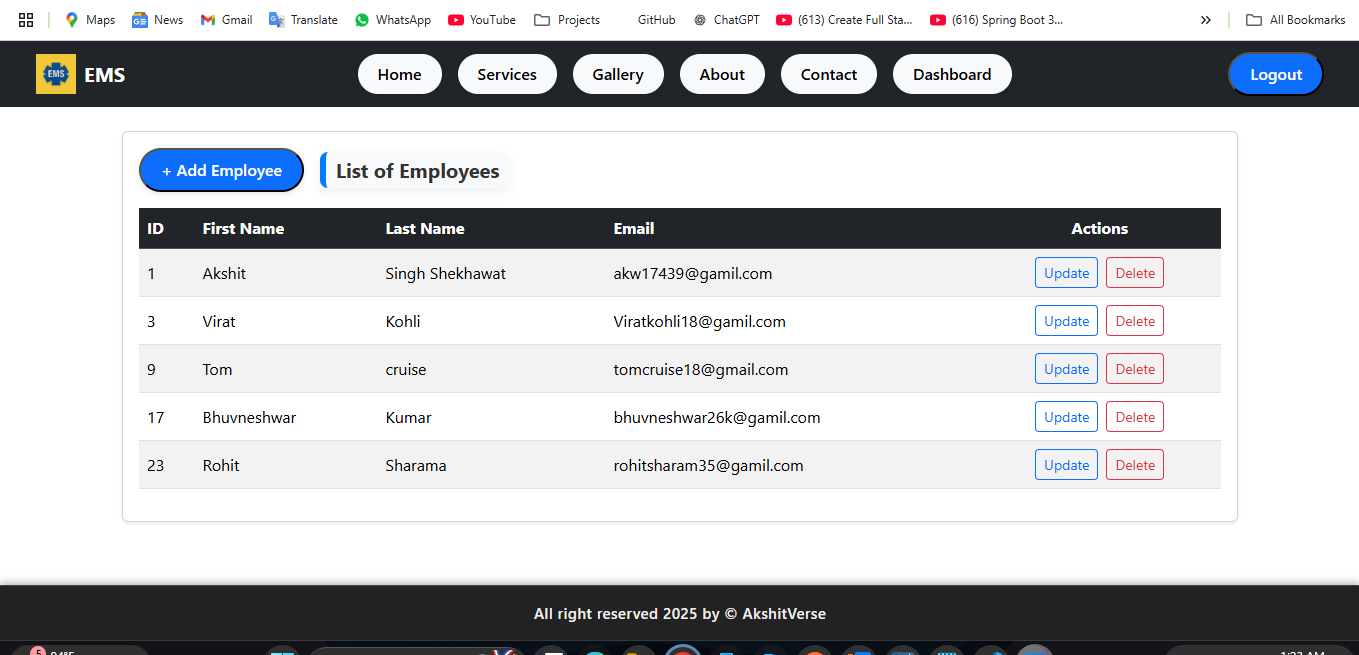 Maps News Gmail Translate WhatsApp YouTube Projects GitHub ChatGPT (613) Create Full Sta... (616) Spring Boot 3... » All Bookmarks
EMS EMS Home Services Gallery About Contact Dashboard Logout
+ Add Employee List of Employees
ID First Name Last Name Email Actions
1 Akshit Singh Shekhawat akw17439@gamil.com Update Delete
3 Virat Kohli Viratkohli18@gamil.com Update Delete
9 Tom cruise tomcruise18@gmail.com Update Delete
17 Bhuvneshwar Kumar bhuvneshwar26k@gamil.com Update Delete
23 Rohit Sharama rohitsharam35@gamil.com Update Delete
All right reserved 2025 by © AkshitVerse
5